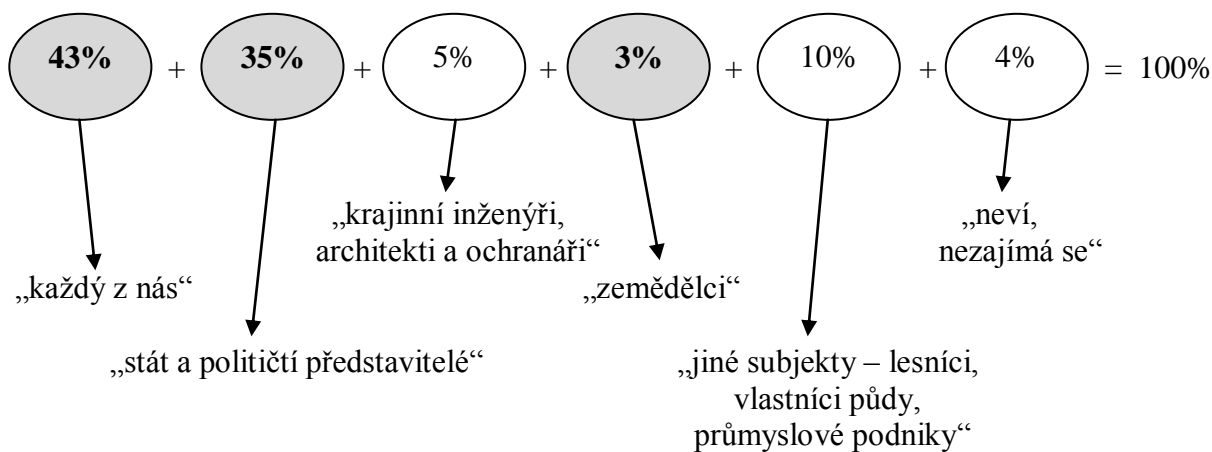 43% + 35% + 5% + 3% + 10% + 4% = 100%
„krajinní inženýři,
architekti a ochranáři“
„neví,
nezajímá se“
„každý z nás“
„zemědělci“
„stát a političtí představitelé“
„jiné subjekty – lesníci,
vlastníci půdy,
průmyslové podniky“